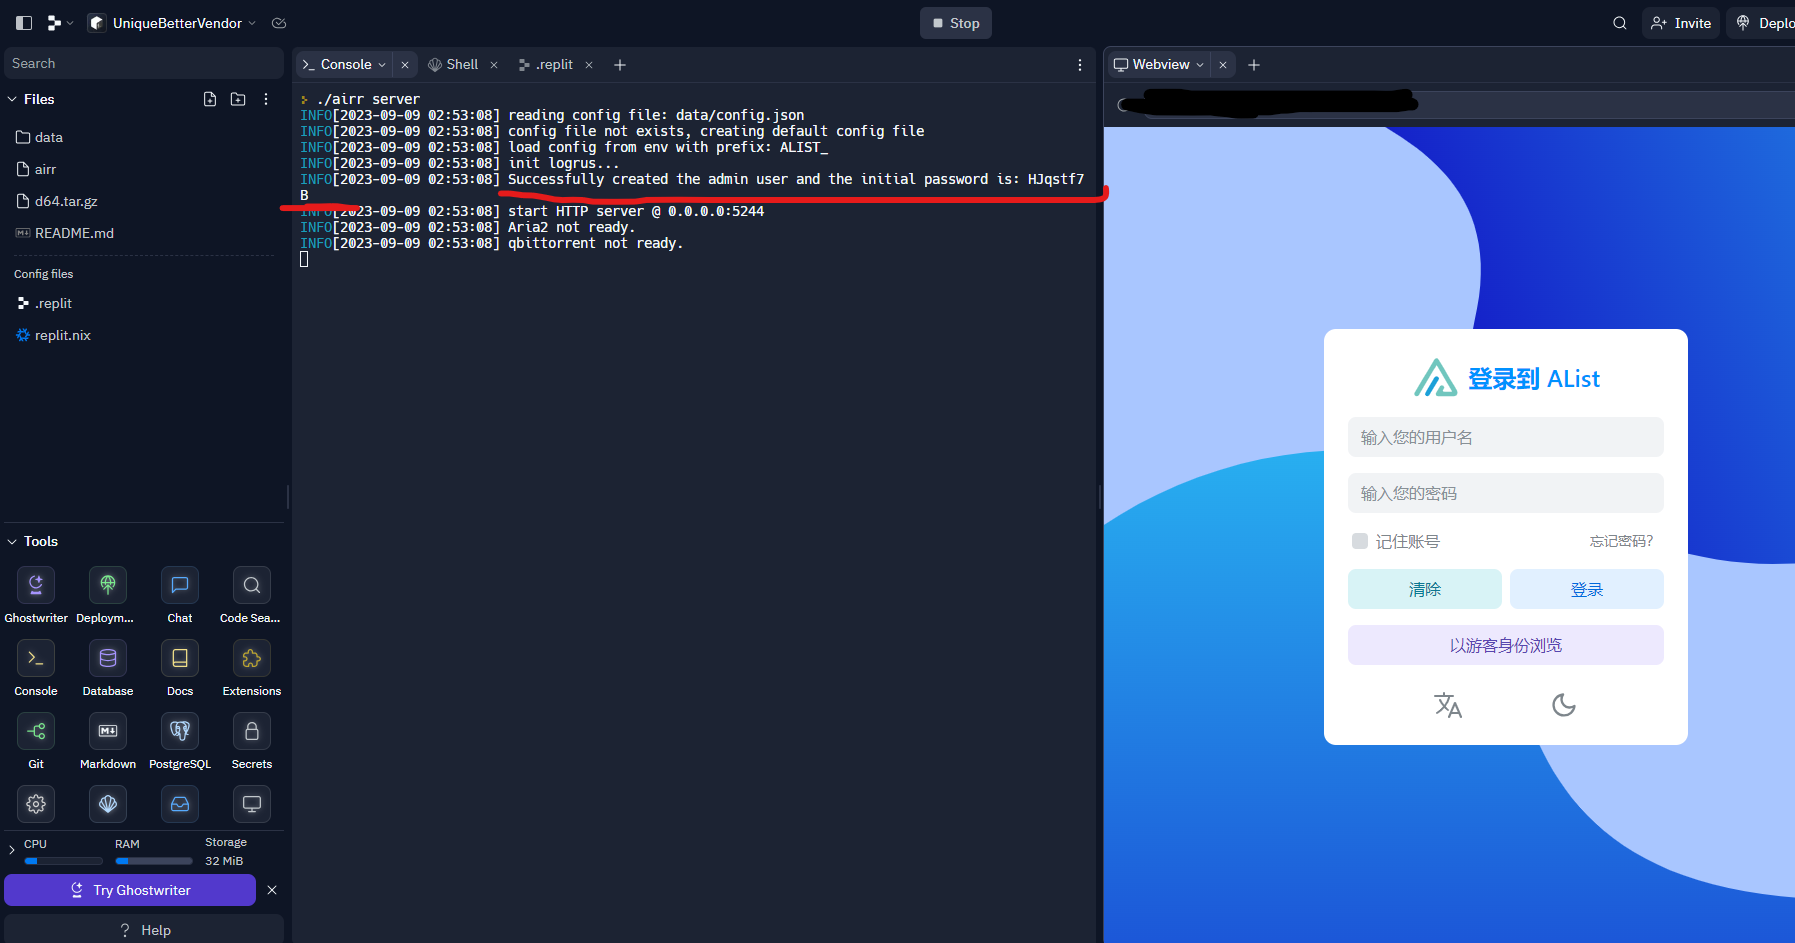 UniqueBetterVendor
Stop
Invite
Deplo
Search
Console
Shell
.replit
Webview
Files
data
airr
d64.tar.gz
README.md
Config files
.replit
replit.nix
./airr server
INFO[2023-09-09 02:53:08] reading config file: data/config.json
INFO[2023-09-09 02:53:08] config file not exists, creating default config file
INFO[2023-09-09 02:53:08] load config from env with prefix: ALIST_
INFO[2023-09-09 02:53:08] init logrus...
INFO[2023-09-09 02:53:08] Successfully created the admin user and the initial password is: HJqstf7
B
INFO[2023-09-09 02:53:08] start HTTP server @ 0.0.0.0:5244
INFO[2023-09-09 02:53:08] Aria2 not ready.
INFO[2023-09-09 02:53:08] qbittorrent not ready.
登录到 AList
输入您的用户名
输入您的密码
记住账号
忘记密码?
清除
登录
以游客身份浏览
Tools
Ghostwriter
Deploym...
Chat
Code Sea...
Console
Database
Docs
Extensions
Git
Markdown
PostgreSQL
Secrets
CPU
RAM
Storage
32 MiB
Try Ghostwriter
Help